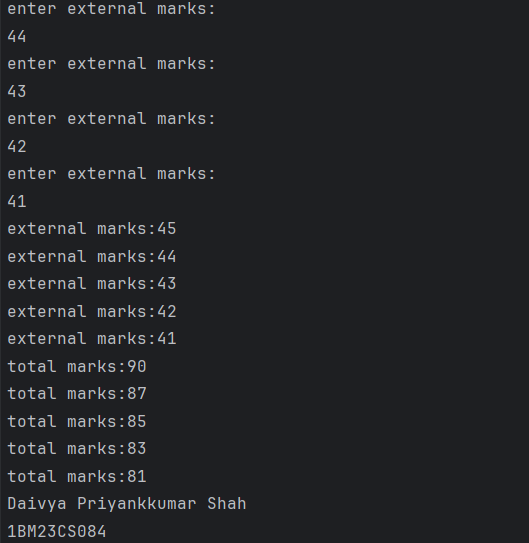 enter external marks:
44
enter external marks:
43
enter external marks:
42
enter external marks:
41
external marks:45
external marks:44
external marks:43
external marks:42
external marks:41
total marks:90
total marks:87
total marks:85
total marks:83
total marks:81
Daivya Priyankkumar Shah
1BM23CS084